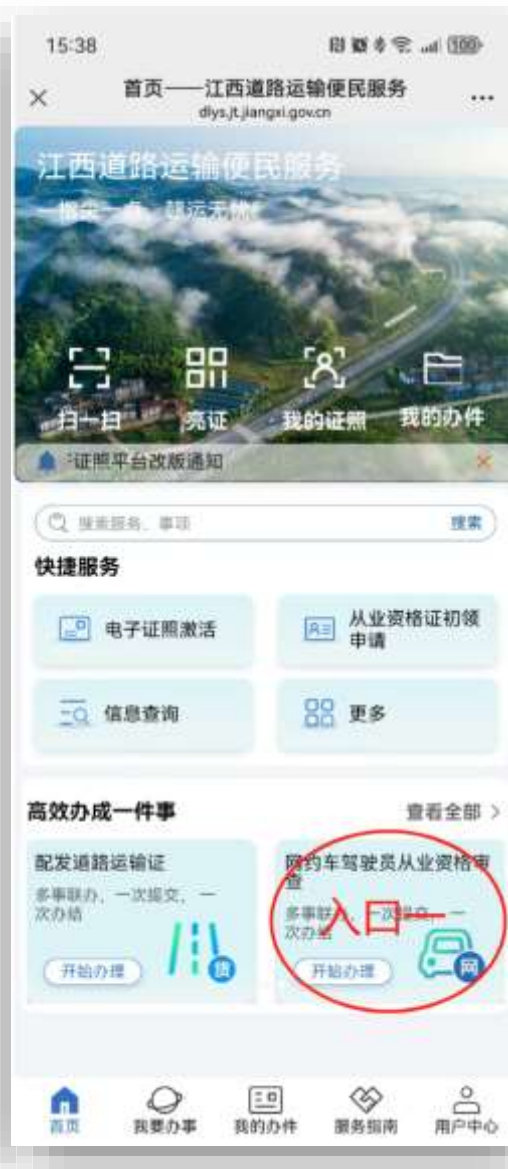 15:38
100
首页——江西道路运输便民服务
dlys.jt.jiangxi.gov.cn
江西道路运输便民服务
扫一扫
亮证
我的证照
我的办件
证照平台改版通知
搜索服务、事项
搜索
快捷服务
电子证照激活
从业资格证初领
申请
信息查询
更多
高效办成一件事
查看全部 >
配发道路运输证
多事联办，一次提交，一
次办结
开始办理
货
网约车驾驶员从业资格审
查
多事联办，一次提交，一
次办结
入口一
开始办理
网
首页
我要办事
我的办件
服务指南
用户中心